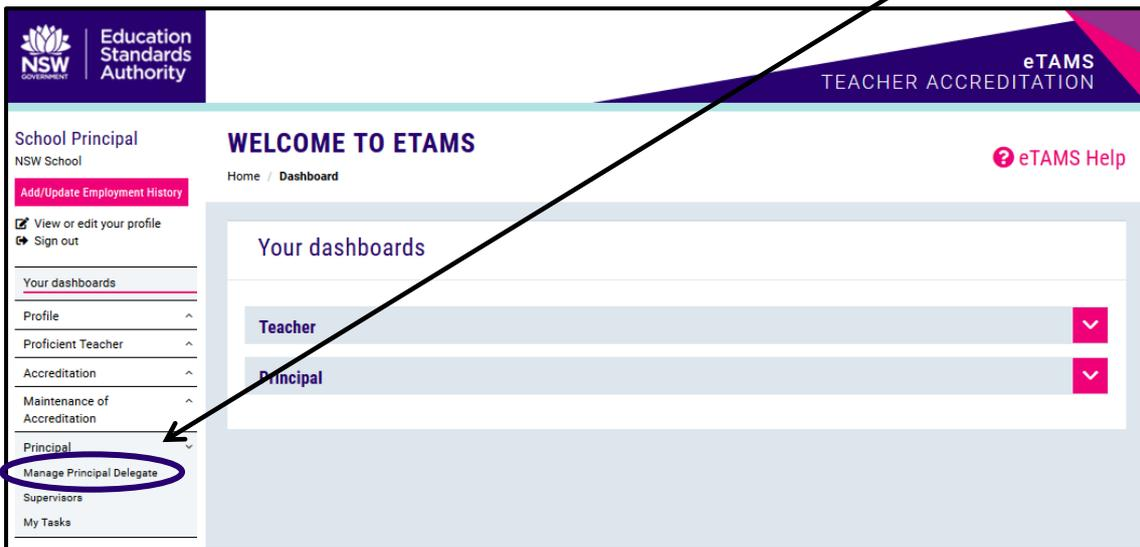 NSW
GOVERNMENT
Education
Standards
Authority
eTAMS
TEACHER ACCREDITATION
School Principal
NSW School
Add/Update Employment History
View or edit your profile
Sign out
Your dashboards
Profile
Proficient Teacher
Accreditation
Maintenance of
Accreditation
Principal
Manage Principal Delegate
Supervisors
My Tasks
WELCOME TO ETAMS
Home / Dashboard
? eTAMS Help
Your dashboards
Teacher
Principal